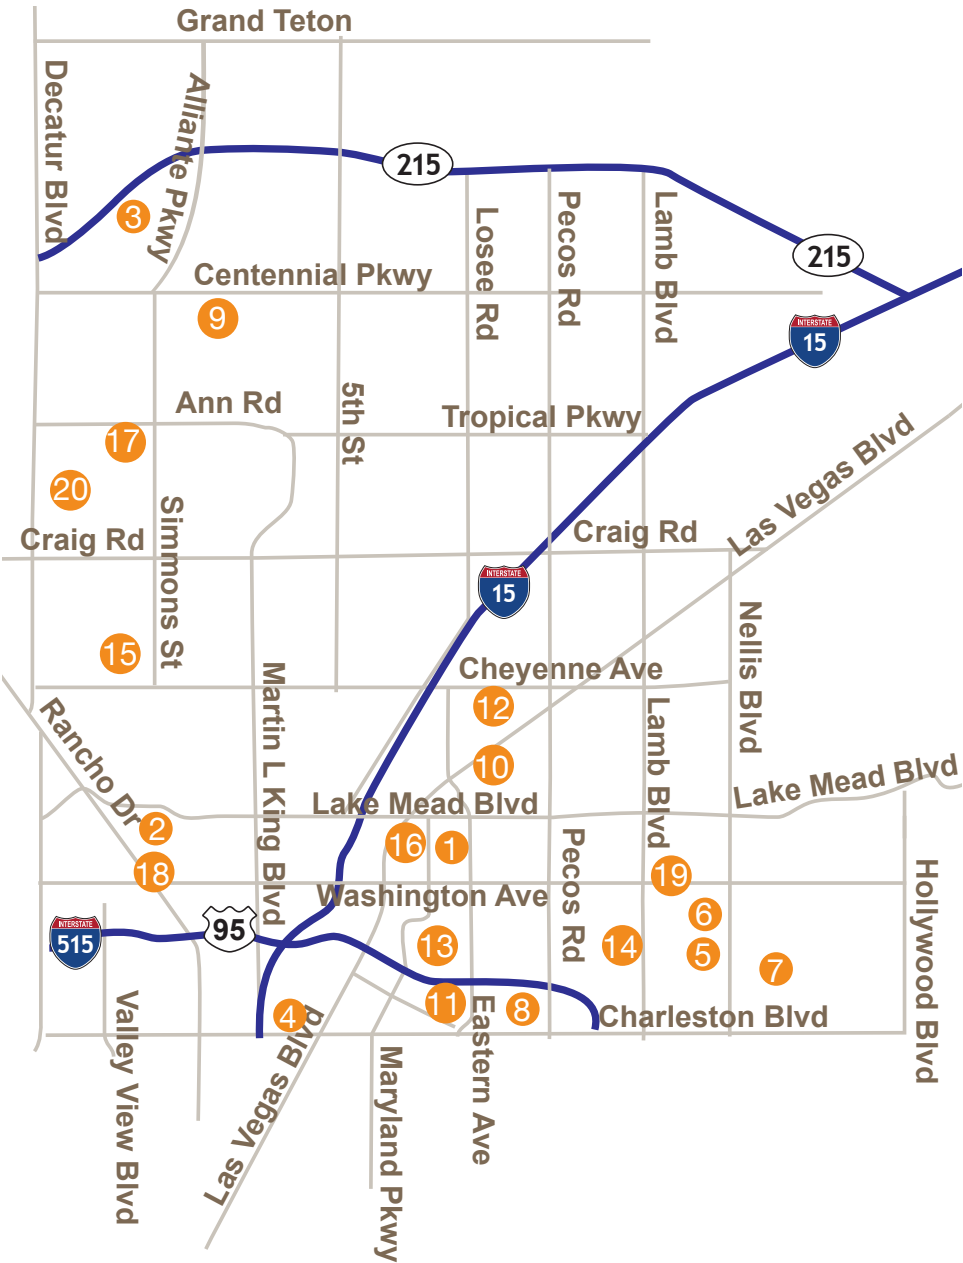 Grand Teton
Decatur Blvd
Alliante Pkwy
215
3
Losee Rd
Pecos Rd
Lamb Blvd
215
Centennial Pkwy
9
INTERSTATE
15
Ann Rd
5th St
Tropical Pkwy
17
Las Vegas Blvd
20
Simmons St
Craig Rd
Craig Rd
INTERSTATE
15
Nellis Blvd
15
Cheyenne Ave
Martin L King Blvd
Rancho Dr
12
Lamb Blvd
10
Lake Mead Blvd
Lake Mead Blvd
2
16
1
Pecos Rd
18
19
Hollywood Blvd
Washington Ave
6
INTERSTATE
515
95
13
14
5
7
Valley View Blvd
4
11
Eastern Ave
8
Charleston Blvd
Las Vegas Blvd
Maryland Pkwy